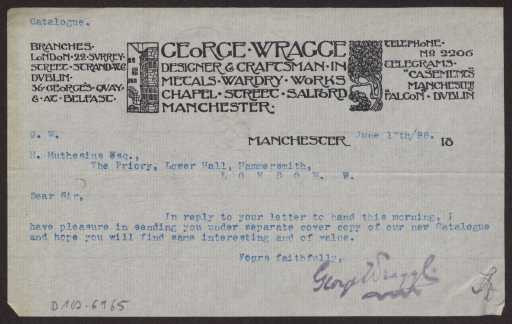 Catalogue.
BRANCHES·
LONDON·22·SURREY·
STREET·STRAND·W.C
DUBLIN·
36·GEORGES·QUAY·
& AT·BELFAST·
GEORGE·WRAGGE
DESIGNER & CRAFTSMAN·IN
METALS·WARDRY·WORKS
CHAPEL·STREET·SALFORD
MANCHESTER·
TELEPHONE·
No 2206
TELEGRAMS·
"CASEMENTS"
MANCHESTER
FALCON·DUBLIN
G. W.
MANCHESTER June 17th/98. 18
H. Muthesius Esq.,
The Priory, Lower Mall, Hammersmith,
L O N D O N. W.
Dear Sir,
In reply to your letter to hand this morning, I
have pleasure in sending you under separate cover copy of our new Catalogue
and hope you will find same interesting and of value.
Yours faithfully,
George Wragge
D 102-6965